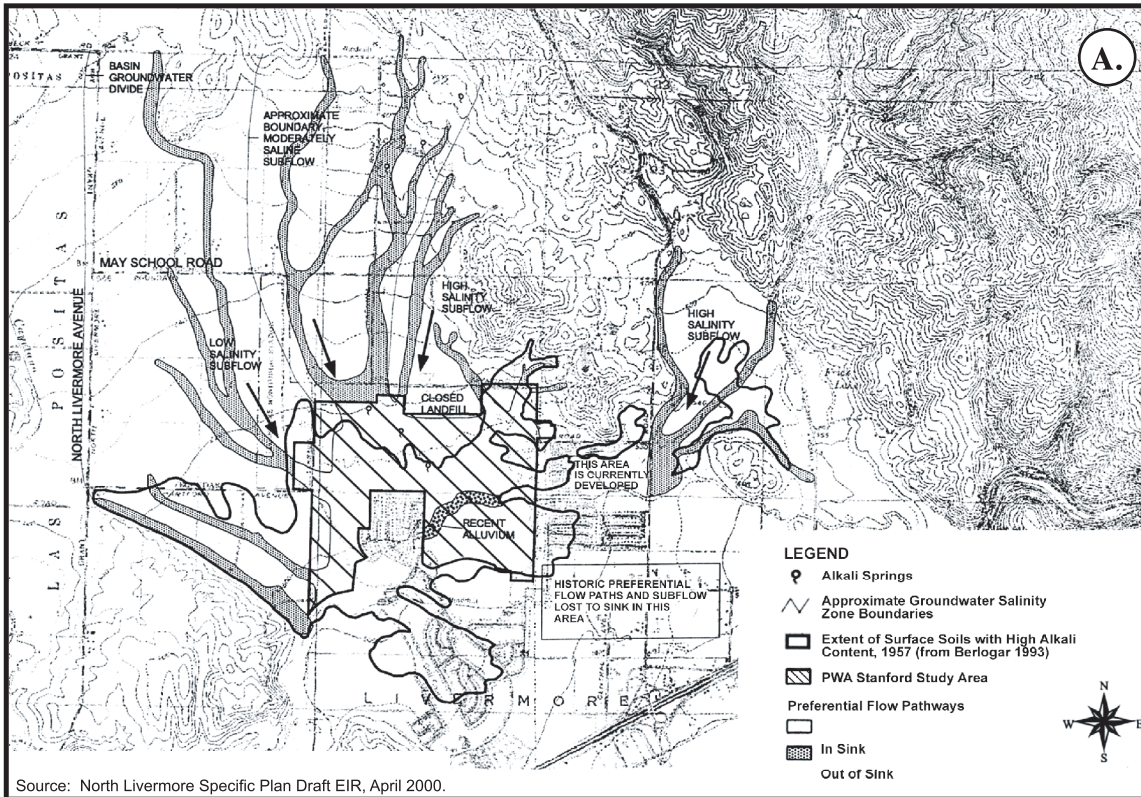 A.
BASIN
GROUNDWATER
DIVIDE
APPROXIMATE
BOUNDARY
MODERATELY
SALINE
SUBFLOW
MAY SCHOOL ROAD
NORTH LIVERMORE AVENUE
LAS POSITAS
HIGH
SALINITY
SUBFLOW
HIGH
SALINITY
SUBFLOW
LOW
SALINITY
SUBFLOW
CLOSED
LANDFILL
THIS AREA
IS CURRENTLY
DEVELOPED
RECENT
ALLUVIUM
HISTORIC PREFERENTIAL
FLOW PATHS AND SUBFLOW
LOST TO SINK IN THIS
AREA
LIVERMORE
LEGEND
Alkali Springs
Approximate Groundwater Salinity
Zone Boundaries
Extent of Surface Soils with High Alkali
Content, 1957 (from Berlogar 1993)
PWA Stanford Study Area
Preferential Flow Pathways
In Sink
Out of Sink
N
W E
S
Source: North Livermore Specific Plan Draft EIR, April 2000.